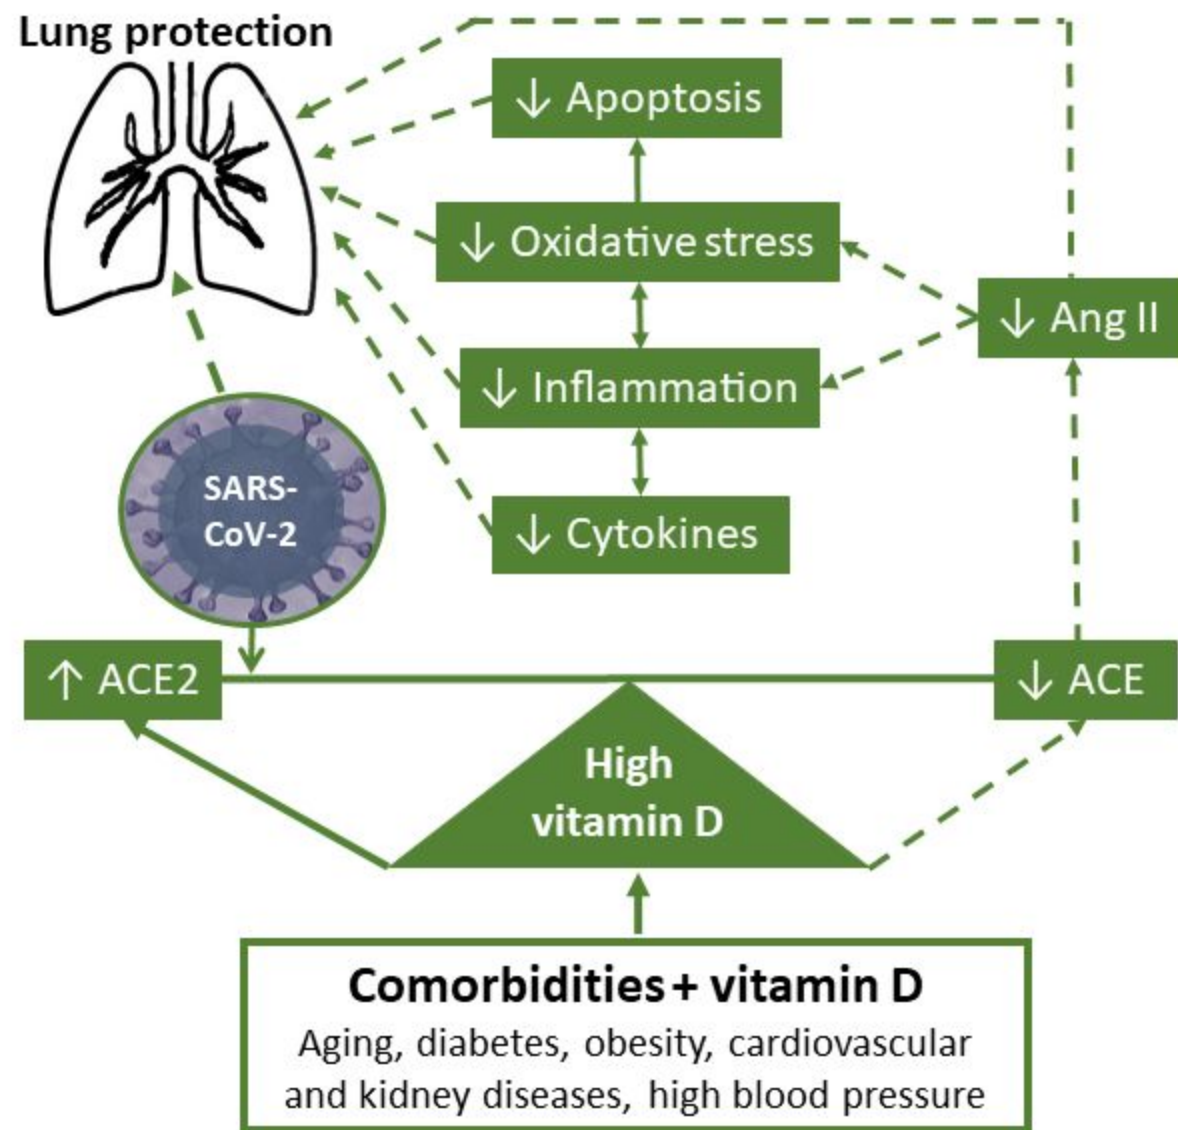 Lung protection
↓ Apoptosis
↓ Oxidative stress
↓ Ang II
↓ Inflammation
SARS-
CoV-2
↓ Cytokines
↑ ACE2
↓ ACE
High
vitamin D
Comorbidities + vitamin D
Aging, diabetes, obesity, cardiovascular
and kidney diseases, high blood pressure